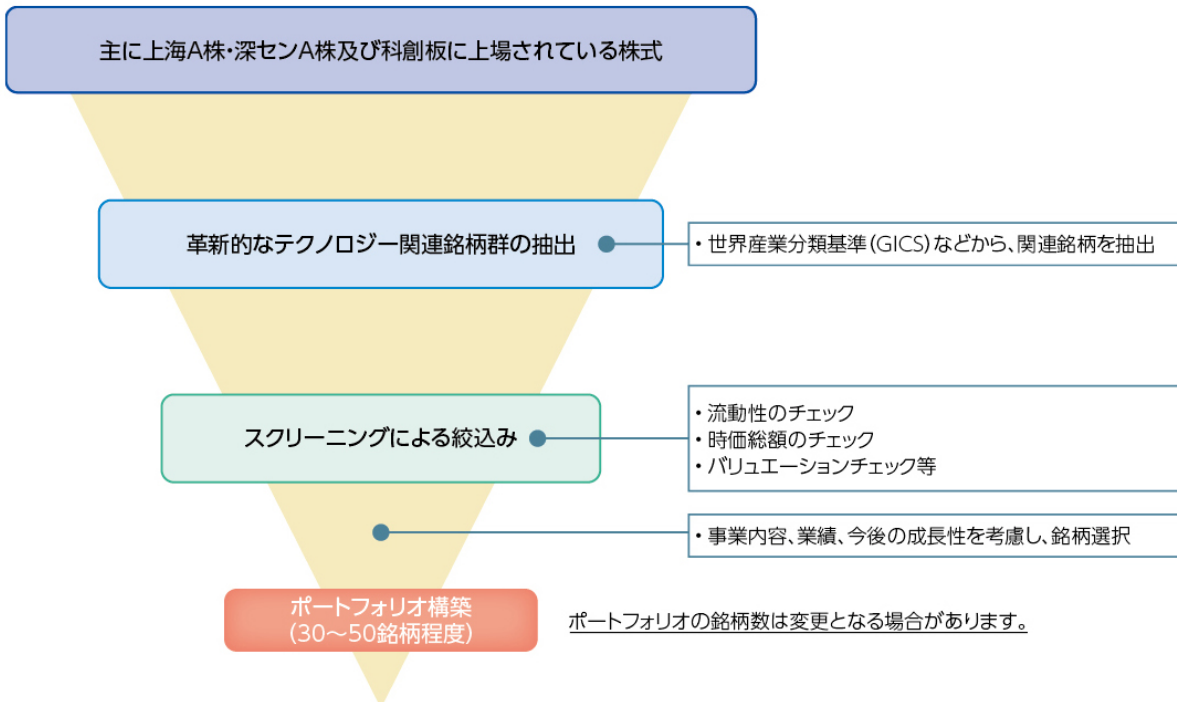 主に上海A株・深センA株及び科創板に上場されている株式
革新的なテクノロジー関連銘柄群の抽出
・世界産業分類基準(GICS)などから、関連銘柄を抽出
スクリーニングによる絞込み
・流動性のチェック
・時価総額のチェック
・バリュエーションチェック等
・事業内容、業績、今後の成長性を考慮し、銘柄選択
ポートフォリオ構築
(30～50銘柄程度)
ポートフォリオの銘柄数は変更となる場合があります。